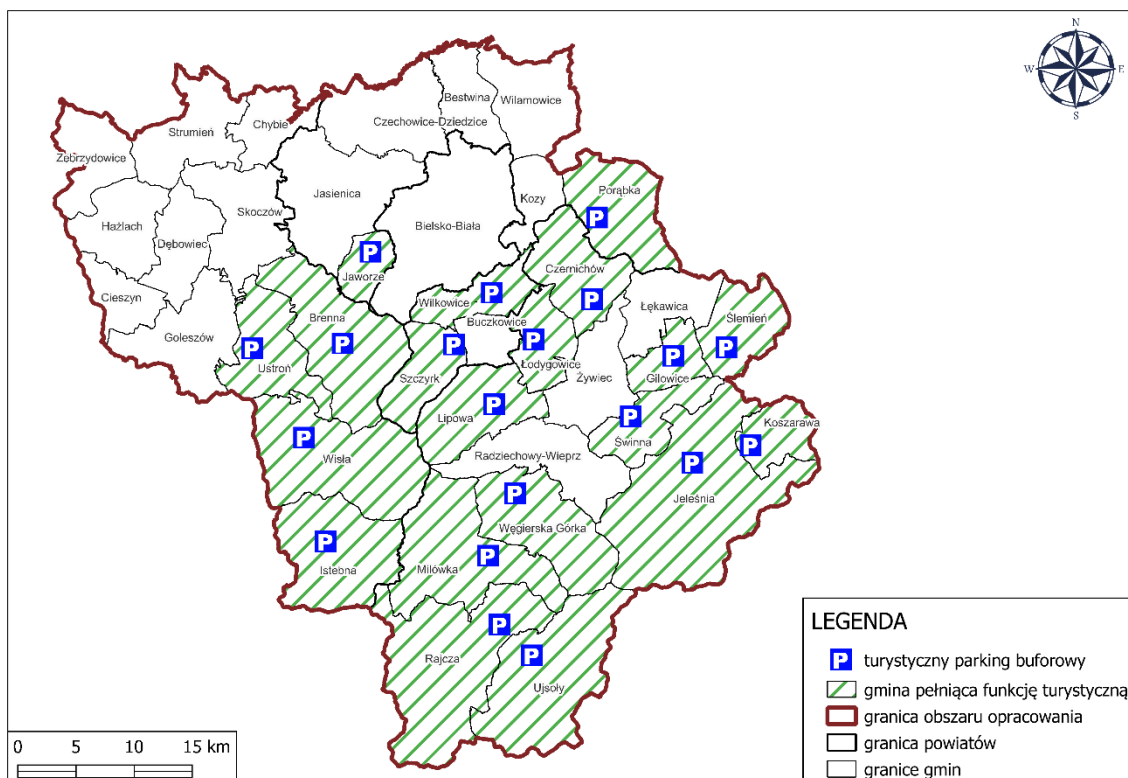 N
W
E
S
Bestwina
Wilamowice
Chybie
Czechowice-Dziedzice
Strumień
Zębrzydowice
Jasienica
Kozy
Porąbka
P
Hażlach
Skoczów
Bielsko-Biała
Dębowiec
P
Czernichów
Jaworze
Cieszyn
Wilkowice
P
P
Łękawica
Brenna
Buczkowice
Ślemień
Goleszów
P
P
P
P
P
P
P
Ustroń
Szczyrk
Łodygowice
Żywiec
Gilowice
P
Lipowa
P
Koszarawa
P
Świnna
P
Wisła
Radziechowy-Wieprz
P
P
Jeleśnia
Węgierska Górka
P
P
Istebna
Milówka
P
Rajcza
P
Ujsoły
LEGENDA
P turystyczny parking buforowy
gmina pełniąca funkcję turystyczną
granica obszaru opracowania
granica powiatów
granice gmin
0 5 10 15 km